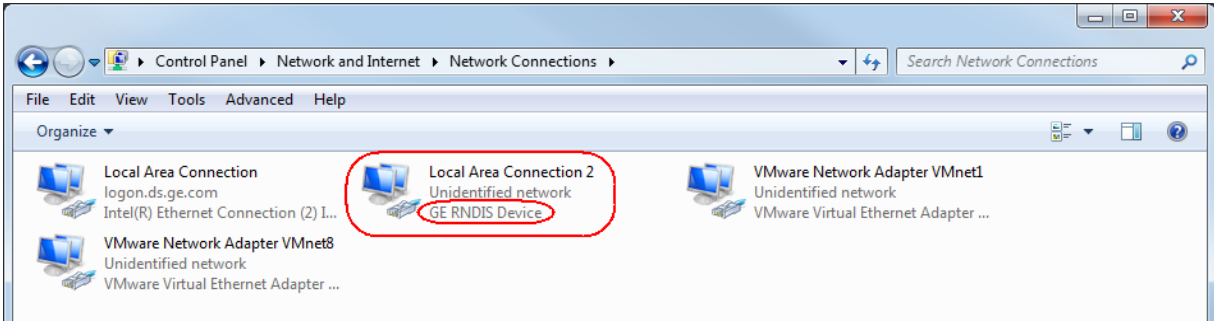 Control Panel Network and Internet Network Connections
Search Network Connections
File Edit View Tools Advanced Help
Organize
Local Area Connection
logon.ds.ge.com
Intel(R) Ethernet Connection (2) I...
Local Area Connection 2
Unidentified network
GE RNDIS Device
VMware Network Adapter VMnet1
Unidentified network
VMware Virtual Ethernet Adapter ...
VMware Network Adapter VMnet8
Unidentified network
VMware Virtual Ethernet Adapter ...